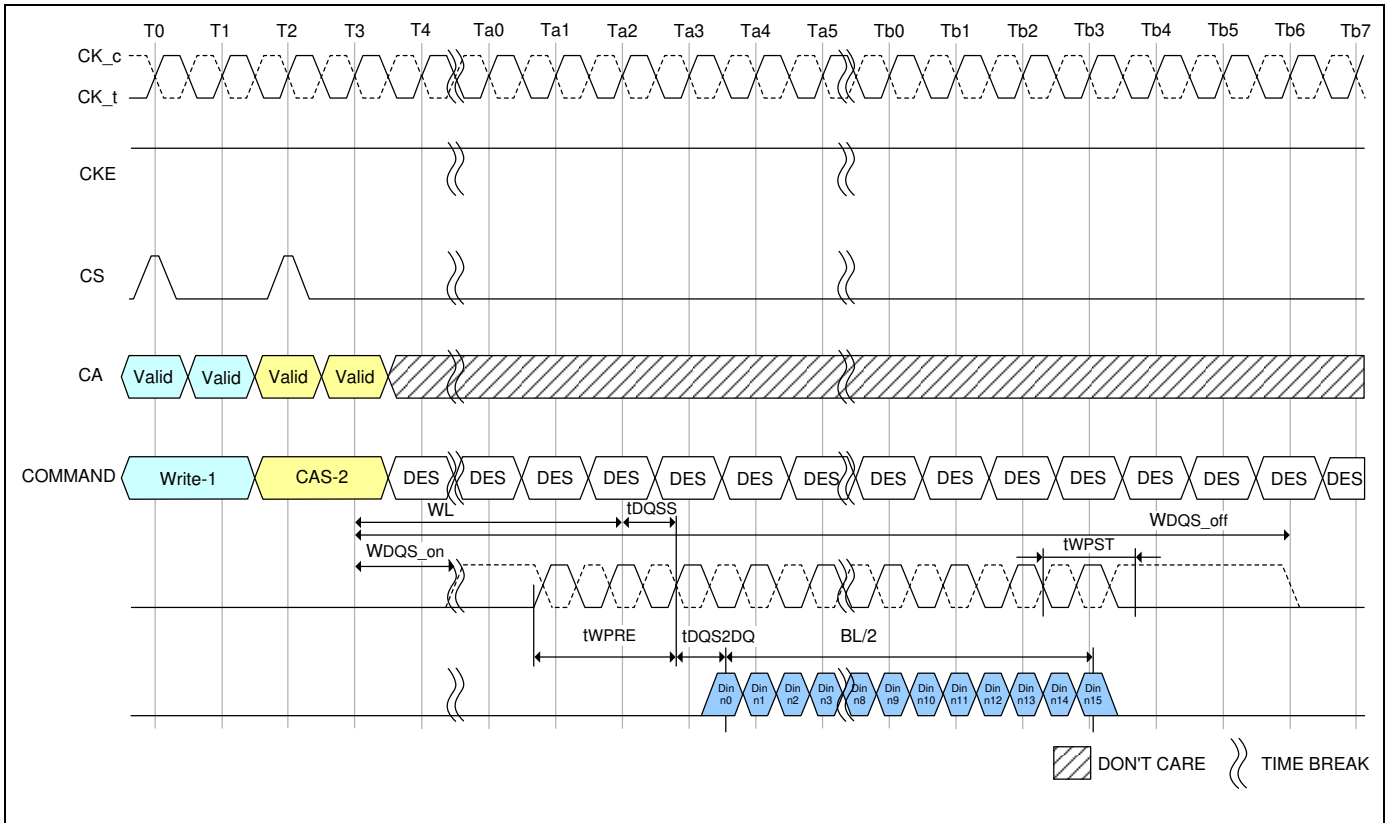 T0 T1 T2 T3 T4 Ta0 Ta1 Ta2 Ta3 Ta4 Ta5 Tb0 Tb1 Tb2 Tb3 Tb4 Tb5 Tb6 Tb7
CK_c
CK_t
CKE
CS
CA Valid Valid Valid Valid
COMMAND Write-1 CAS-2 DES DES DES DES DES DES DES DES DES DES DES DES DES DES DES
WL tDQSS WDQS_off
WDQS_on tWPST
tWPRE tDQS2DQ BL/2
Din Din Din Din Din Din Din Din Din Din Din Din
n0 n1 n2 n3 n8 n9 n10 n11 n12 n13 n14 n15
DON'T CARE TIME BREAK